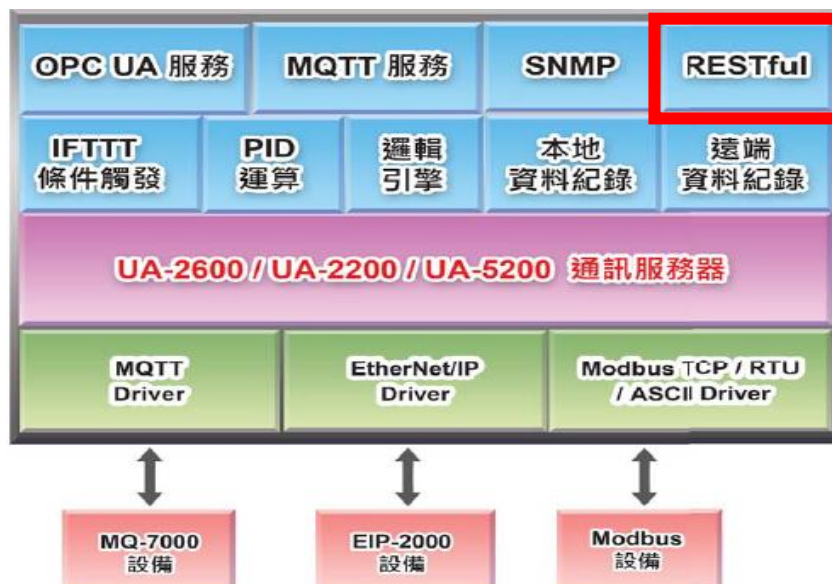 OPC UA 服務
MQTT 服務
SNMP
RESTful
IFTTT
條件觸發
PID
運算
邏輯
引擎
本地
資料紀錄
遠端
資料紀錄
UA-2600 / UA-2200 / UA-5200 通訊服務器
MQTT
Driver
EtherNet/IP
Driver
Modbus TCP / RTU
/ ASCII Driver
MQ-7000
設備
EIP-2000
設備
Modbus
設備